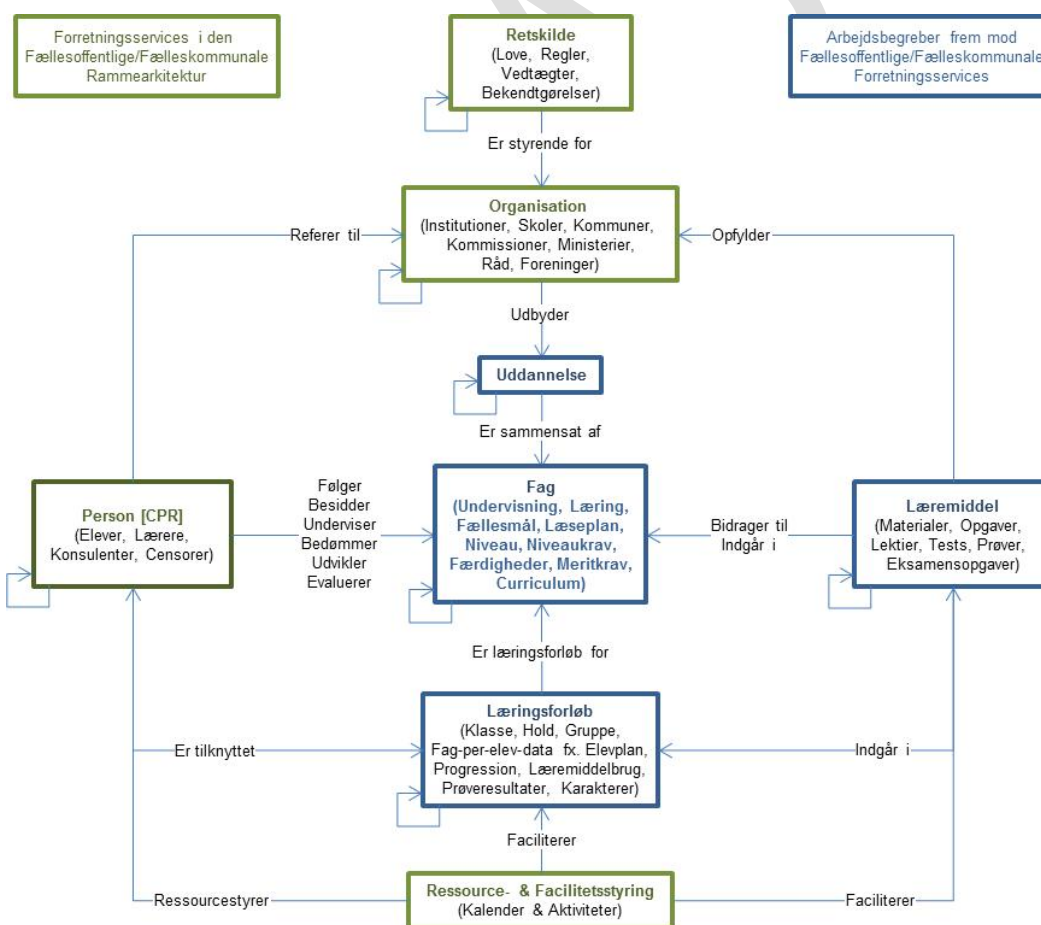 Forretningsservices i den
Fællesoffentlige/Fælleskommunale
Rammearkitektur
Retskilde
(Love, Regler,
Vedtægter,
Bekendtgørelser)
Arbejdsbegreber frem mod
Fællesoffentlige/Fælleskommunale
Forretningsservices
Er styrende for
Organisation
(Institutioner, Skoler, Kommuner,
Kommissioner, Ministerier,
Råd, Foreninger)
Referer til
Opfylder
Udbyder
Uddannelse
Er sammensat af
Person [CPR]
(Elever, Lærere,
Konsulenter, Censorer)
Følger
Besidder
Underviser
Bedømmer
Udvikler
Evaluerer
Fag
(Undervisning, Læring,
Fællesmål, Læseplan,
Niveau, Niveaukrav,
Færdigheder, Meritkrav,
Curriculum)
Bidrager til
Indgår i
Læremiddel
(Materialer, Opgaver,
Lektier, Tests, Prøver,
Eksamensopgaver)
Er læringsforløb for
Læringsforløb
(Klasse, Hold, Gruppe,
Fag-per-elev-data fx. Elevplan,
Progression, Læremiddelbrug,
Prøveresultater, Karakterer)
Er tilknyttet
Indgår i
Faciliterer
Ressource- & Facilitetsstyring
(Kalender & Aktiviteter)
Ressourcestyrer
Faciliterer